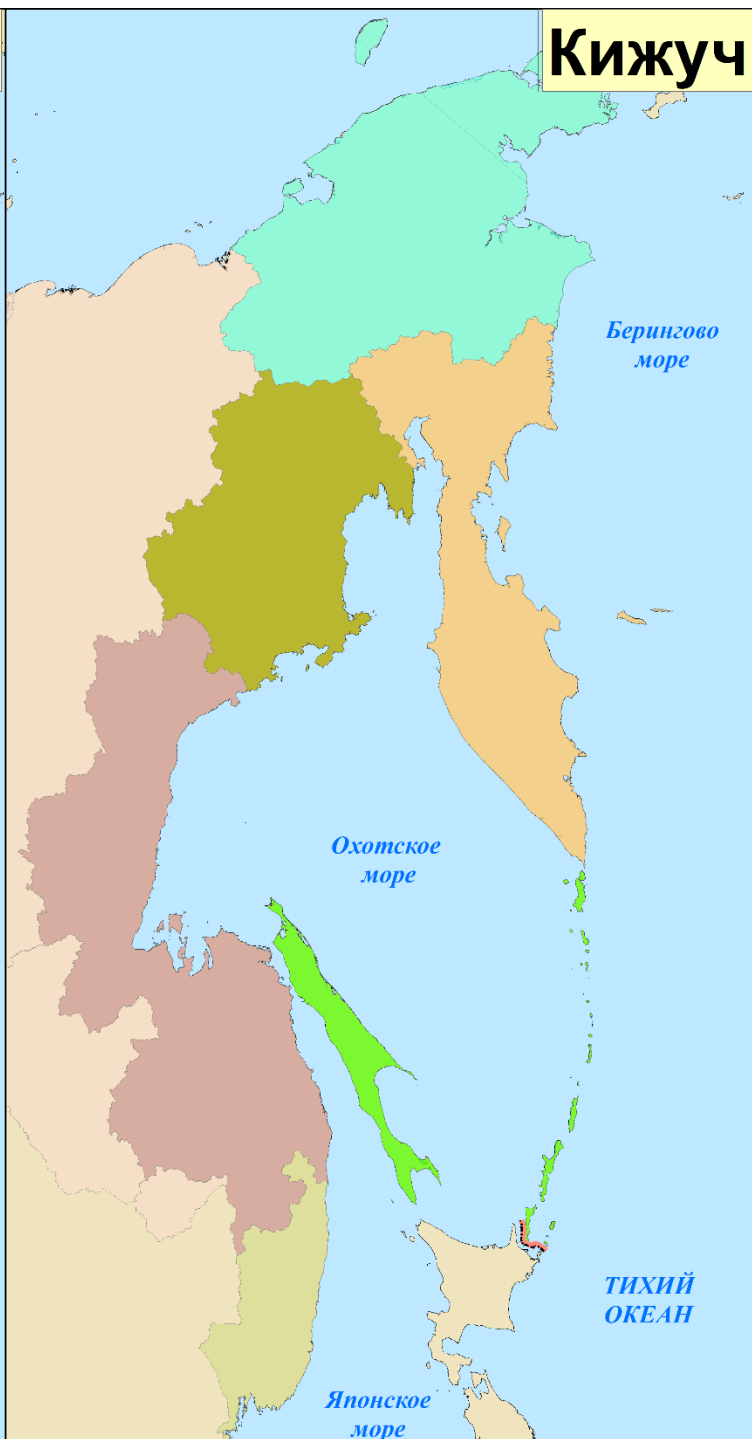 Кижуч
Берингово
море
Охотское
море
ТИХИЙ
ОКЕАН
Японское
море